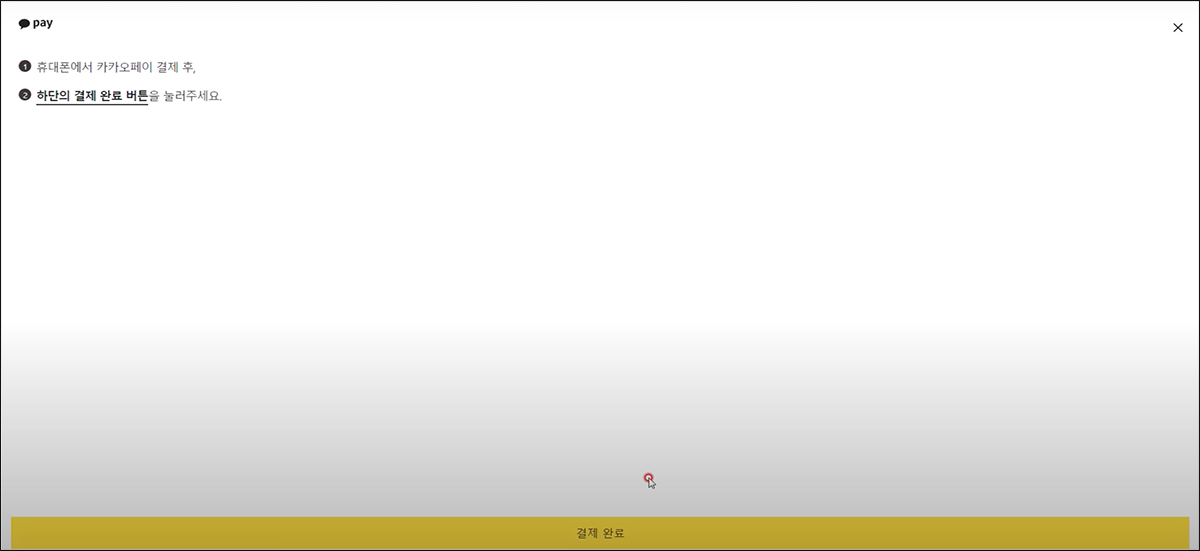 pay
1 휴대폰에서 카카오페이 결제 후,
2 하단의 결제 완료 버튼을 눌러주세요.
결제 완료